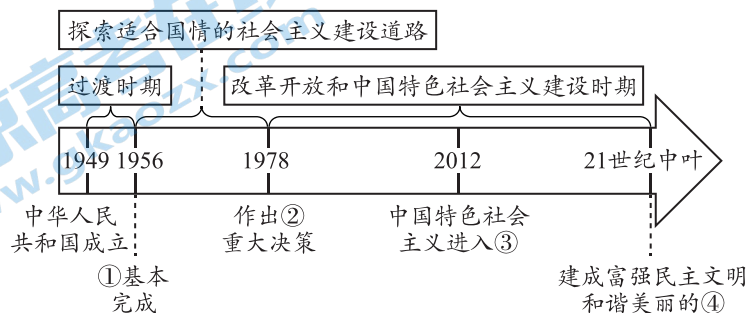 探索适合国情的社会主义建设道路
过渡时期
改革开放和中国特色社会主义建设时期
1949
1956
1978
2012
21世纪中叶
中华人民
共和国成立
作出②
重大决策
中国特色社会
主义进入③
①基本
完成
建成富强民主文明
和谐美丽的④
www.gkaozx.com